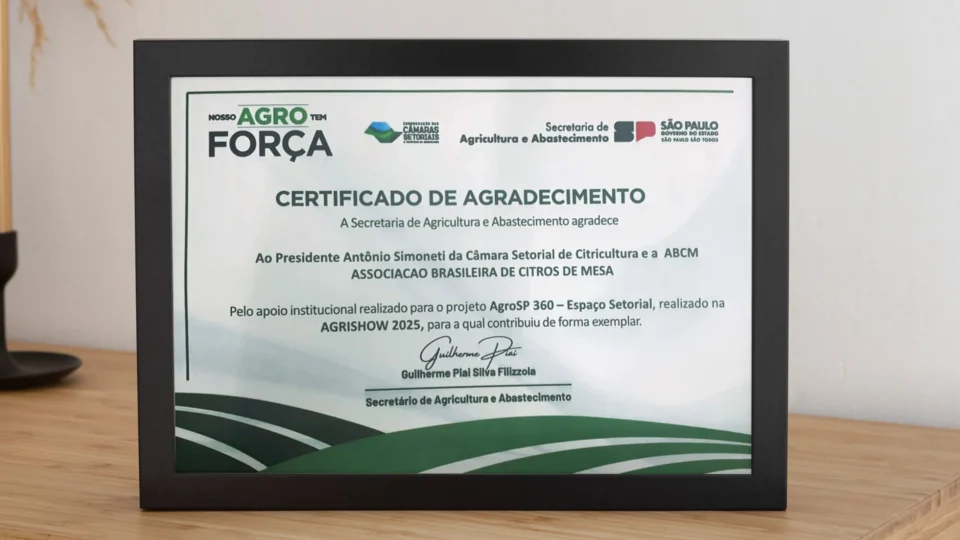 NOSSO AGRO TEM
FORÇA
CÂMARAS
SETORIAIS
Secretaria de
Agricultura e Abastecimento
SÃO PAULO
GOVERNO DO ESTADO
SÃO PAULO SÃO TODOS
CERTIFICADO DE AGRADECIMENTO
A Secretaria de Agricultura e Abastecimento agradece
Ao Presidente Antônio Simoneti da Câmara Setorial de Citricultura e a ABCM
ASSOCIACAO BRASILEIRA DE CITROS DE MESA
Pelo apoio institucional realizado para o projeto AgroSP 360 – Espaço Setorial, realizado na
AGRISHOW 2025, para a qual contribuiu de forma exemplar.
Guilherme Piai
Guilherme Piai Silva Filizzola
Secretário de Agricultura e Abastecimento